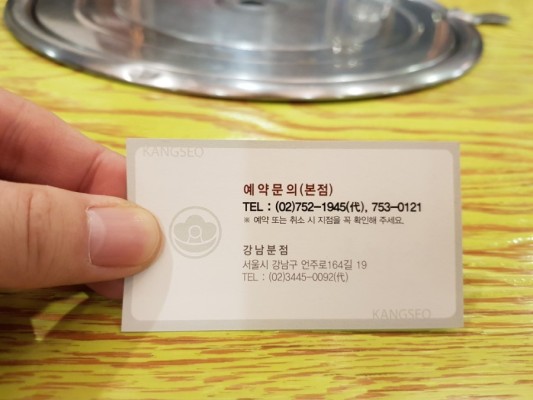 KANGSEO
예약문의(본점)
TEL : (02)752-1945(代), 753-0121
※ 예약 또는 취소 시 지점을 꼭 확인해 주세요.
강남분점
서울시 강남구 언주로164길 19
TEL : (02)3445-0092(代)
KANGSEO